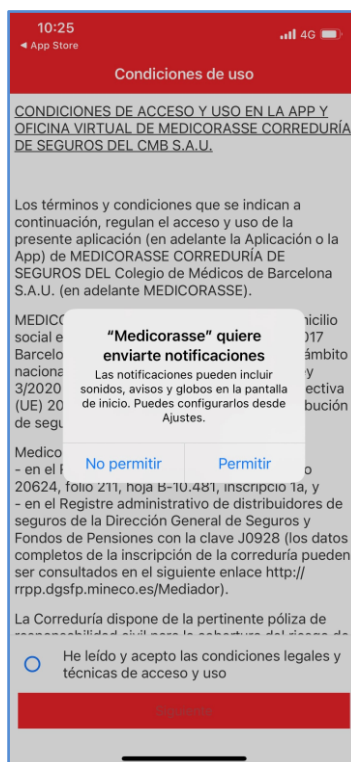 10:25
4G
◀ App Store
Condiciones de uso
CONDICIONES DE ACCESO Y USO EN LA APP Y
OFICINA VIRTUAL DE MEDICORASSE CORREDURÍA
DE SEGUROS DEL CMB S.A.U.
Los términos y condiciones que se indican a
continuación, regulan el acceso y uso de la
presente aplicación (en adelante la Aplicación o la
App) de MEDICORASSE CORREDURÍA DE
SEGUROS DEL Colegio de Médicos de Barcelona
S.A.U. (en adelante MEDICORASSE).
“Medicorasse” quiere
enviarte notificaciones
Las notificaciones pueden incluir
sonidos, avisos y globos en la pantalla
de inicio. Puedes configurarlos desde
Ajustes.
No permitir
Permitir
MEDICO
social e
Barcelo ámbito
naciona
3/2020 ectiva
(UE) 20 bución
de segu
Medico
- en el
20624, folio 211, hoja B-10.481, inscripció 1a, y
- en el Registre administrativo de distribuidores de
seguros de la Dirección General de Seguros y
Fondos de Pensiones con la clave J0928 (los datos
completos de la inscripción de la correduría pueden
ser consultados en el siguiente enlace http://
rrpp.dgsfp.mineco.es/Mediador).
La Correduría dispone de la pertinente póliza de
He leído y acepto las condiciones legales y
técnicas de acceso y uso
Siguiente